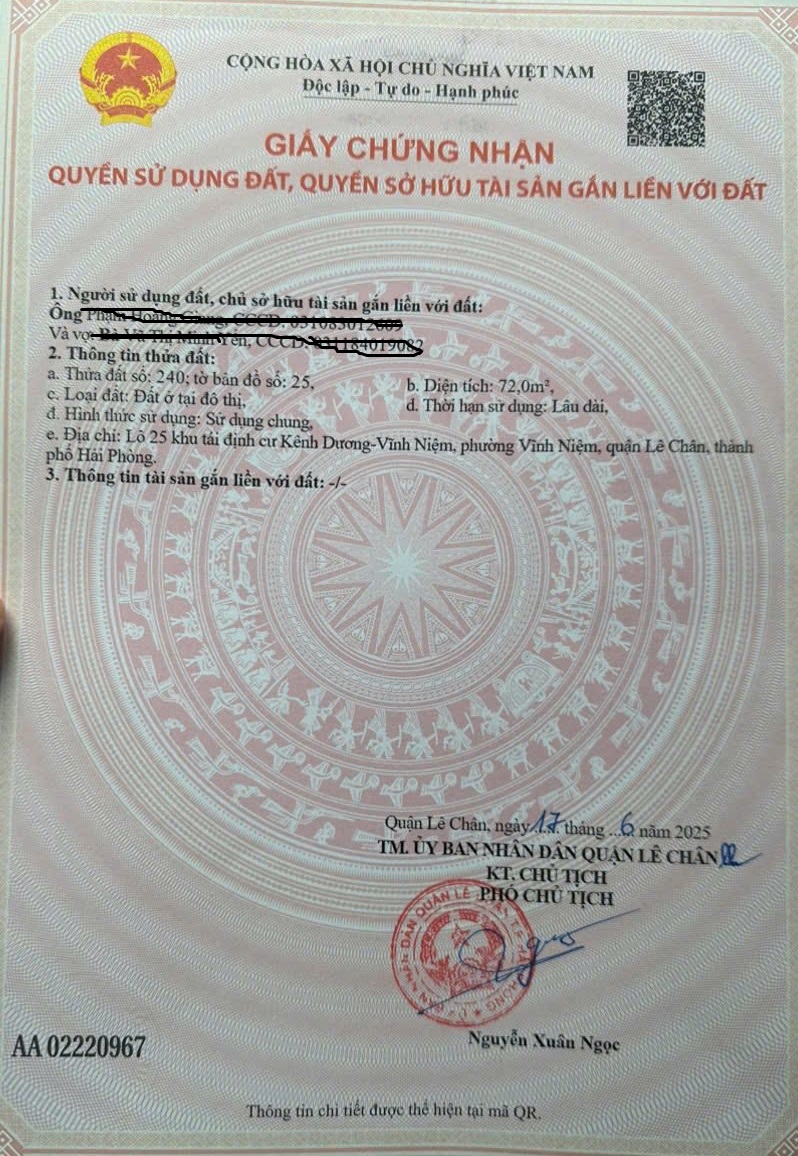 CỘNG HÒA XÃ HỘI CHỦ NGHĨA VIỆT NAM
Độc lập - Tự do - Hạnh phúc
GIẤY CHỨNG NHẬN
QUYỀN SỬ DỤNG ĐẤT, QUYỀN SỞ HỮU TÀI SẢN GẮN LIỀN VỚI ĐẤT
1. Người sử dụng đất, chủ sở hữu tài sản gắn liền với đất:
Ông
Và vợ
2. Thông tin thửa đất:
a. Thửa đất số: 240; tờ bản đồ số: 25, b. Diện tích: 72,0m²,
c. Loại đất: Đất ở tại đô thị, d. Thời hạn sử dụng: Lâu dài,
đ. Hình thức sử dụng: Sử dụng chung,
e. Địa chỉ: Lô 25 khu tái định cư Kênh Dương-Vĩnh Niệm, phường Vĩnh Niệm, quận Lê Chân, thành
phố Hải Phòng.
3. Thông tin tài sản gắn liền với đất: -/-
Quận Lê Chân, ngày 17 tháng 6 năm 2025
TM. ỦY BAN NHÂN DÂN QUẬN LÊ CHÂN
KT. CHỦ TỊCH
PHÓ CHỦ TỊCH
Nguyễn Xuân Ngọc
AA 02220967
Thông tin chi tiết được thể hiện tại mã QR.